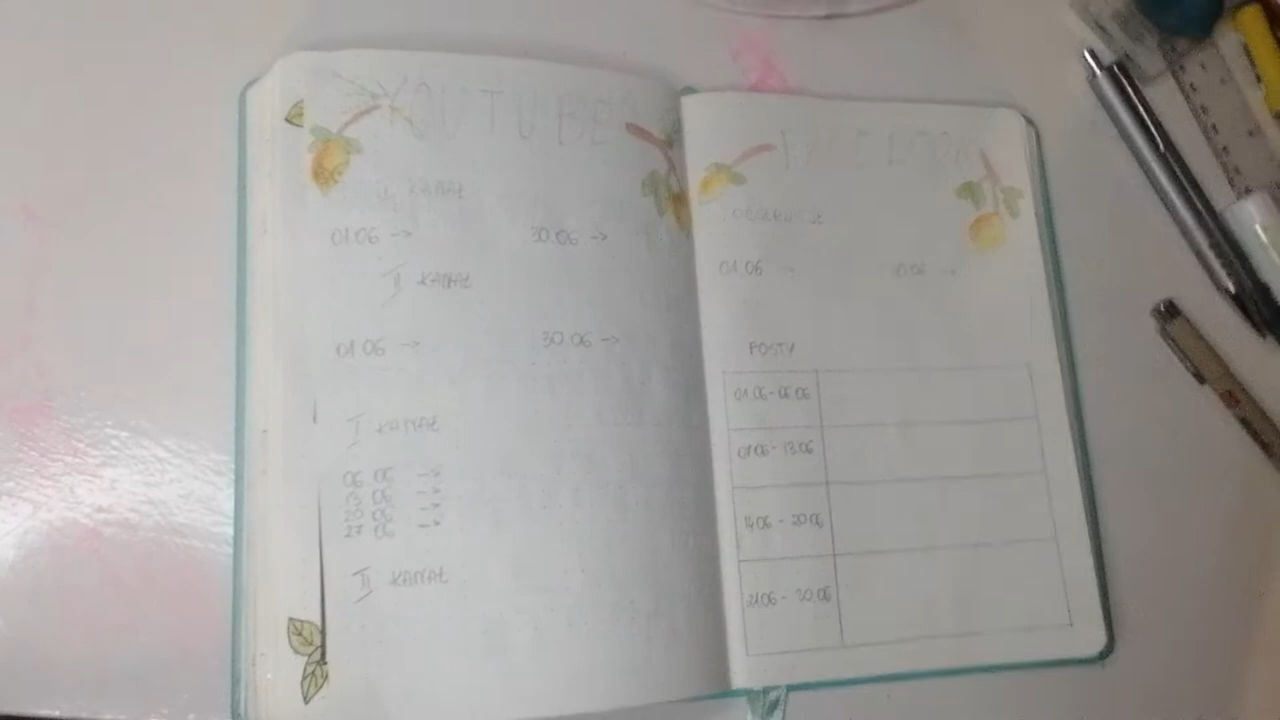 YOUTUBE
KANAŁ
01.06 → 30.06 →
II KANAŁ
01.06 → 30.06 →
I KANAŁ
06 06 →
13 06 →
20 06 →
27 06 →
II KANAŁ
FACEBOOK
01.06 →
POSTY
01.06 - 06.06
07.06 - 13.06
14.06 - 20.06
21.06 - 30.06